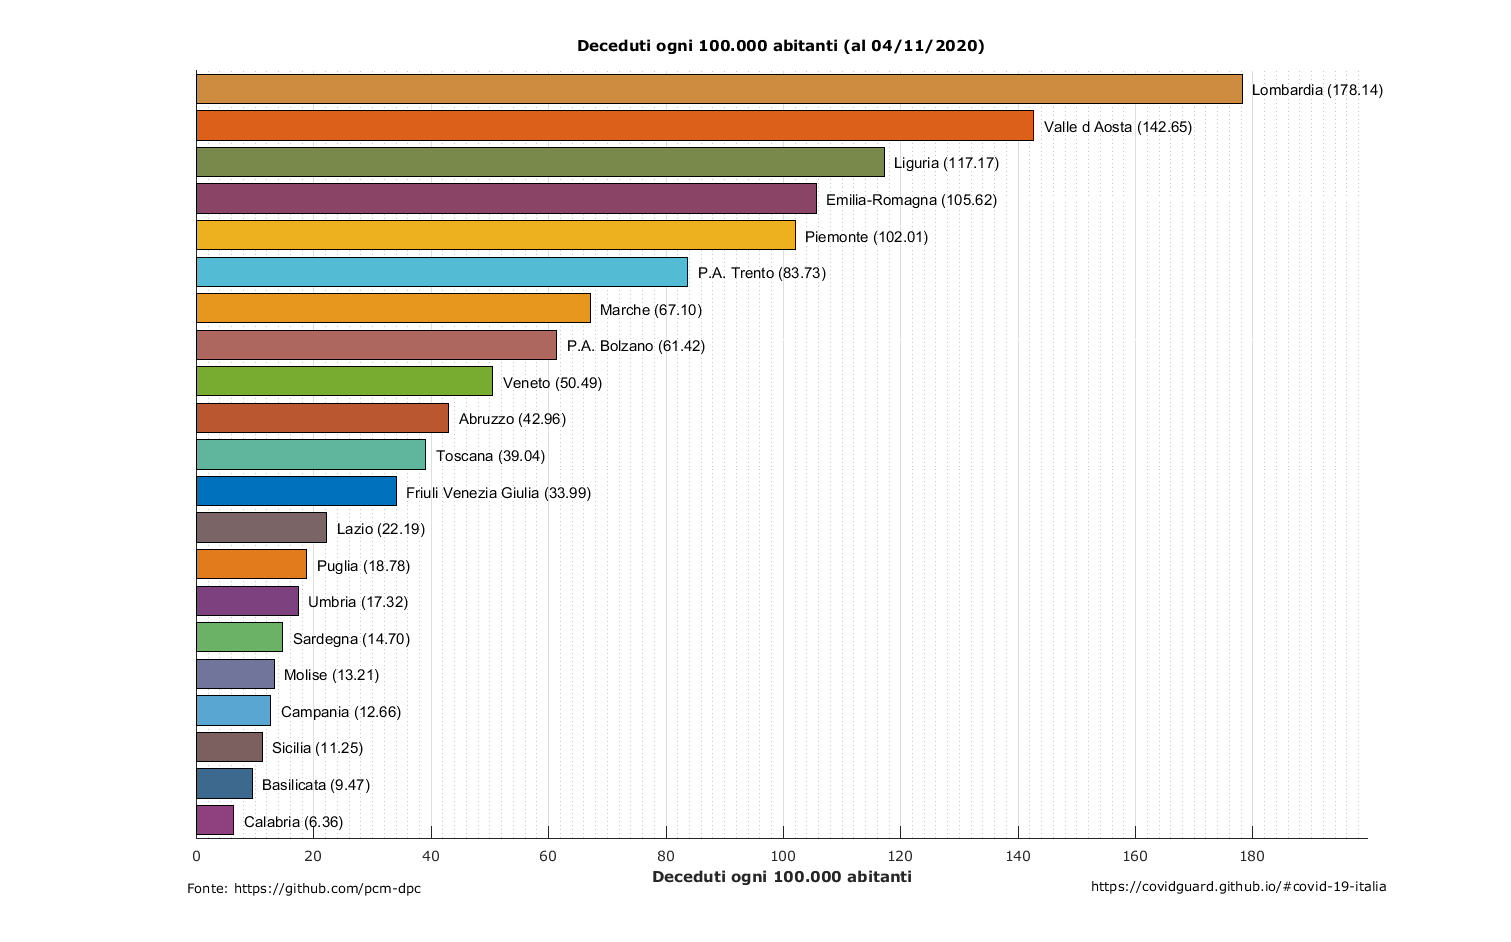 Deceduti ogni 100.000 abitanti (al 04/11/2020)
Lombardia (178.14)
Valle d Aosta (142.65)
Liguria (117.17)
Emilia-Romagna (105.62)
Piemonte (102.01)
P.A. Trento (83.73)
Marche (67.10)
P.A. Bolzano (61.42)
Veneto (50.49)
Abruzzo (42.96)
Toscana (39.04)
Friuli Venezia Giulia (33.99)
Lazio (22.19)
Puglia (18.78)
Umbria (17.32)
Sardegna (14.70)
Molise (13.21)
Campania (12.66)
Sicilia (11.25)
Basilicata (9.47)
Calabria (6.36)
0 20 40 60 80 100 120 140 160 180
Deceduti ogni 100.000 abitanti
Fonte: https://github.com/pcm-dpc
https://covidguard.github.io/#covid-19-italia